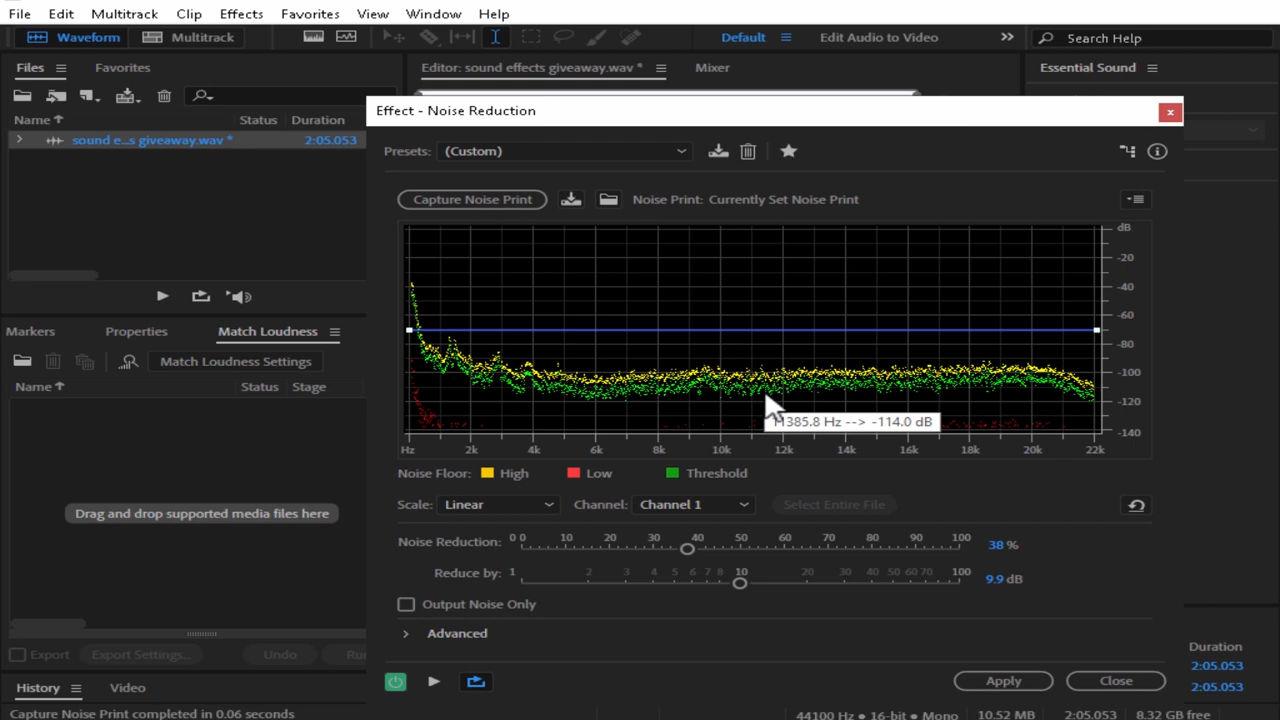 File Edit Multitrack Clip Effects Favorites View Window Help
Waveform Multitrack Default Edit Audio to Video >> Search Help
Files Favorites Editor: sound effects giveaway.wav * Mixer Essential Sound
Name Status Duration
sound e...s giveaway.wav * 2:05.053
Effect - Noise Reduction
Presets: (Custom)
Capture Noise Print Noise Print: Currently Set Noise Print
dB
-20
-40
-60
-80
-100
-120
-140
385.8 Hz --> -114.0 dB
Hz 2k 4k 6k 8k 10k 12k 14k 16k 18k 20k 22k
Noise Floor: High Low Threshold
Scale: Linear Channel: Channel 1 Select Entire File
Noise Reduction: 0 0 10 20 30 40 50 60 70 80 90 100 38 %
Reduce by: 1 2 3 4 5 6 7 8 10 20 30 40 50 60 70 100 9.9 dB
Output Noise Only
Advanced
Apply Close
Markers Properties Match Loudness
Match Loudness Settings
Name Status Stage
Drag and drop supported media files here
Export Export Settings... Undo
History Video
Capture Noise Print completed in 0.06 seconds
Duration
2:05.053
2:05.053
44100 Hz • 16-bit • Mono 10.52 MB 2:05.053 8.32 GB free